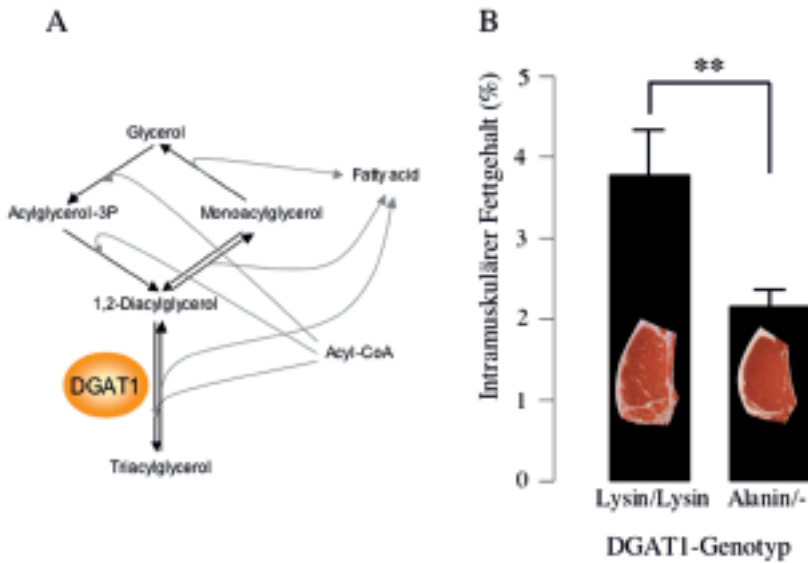 A
Glycerol
Fatty acid
Acylglycerol-3P
Monoacylglycerol
1,2-Diacylglycerol
Acyl-CoA
DGAT1
Triacylglycerol
B
**
Intramuskulärer Fettgehalt (%)
5
4
3
2
1
0
Lysin/Lysin
Alanin/-
DGAT1-Genotyp